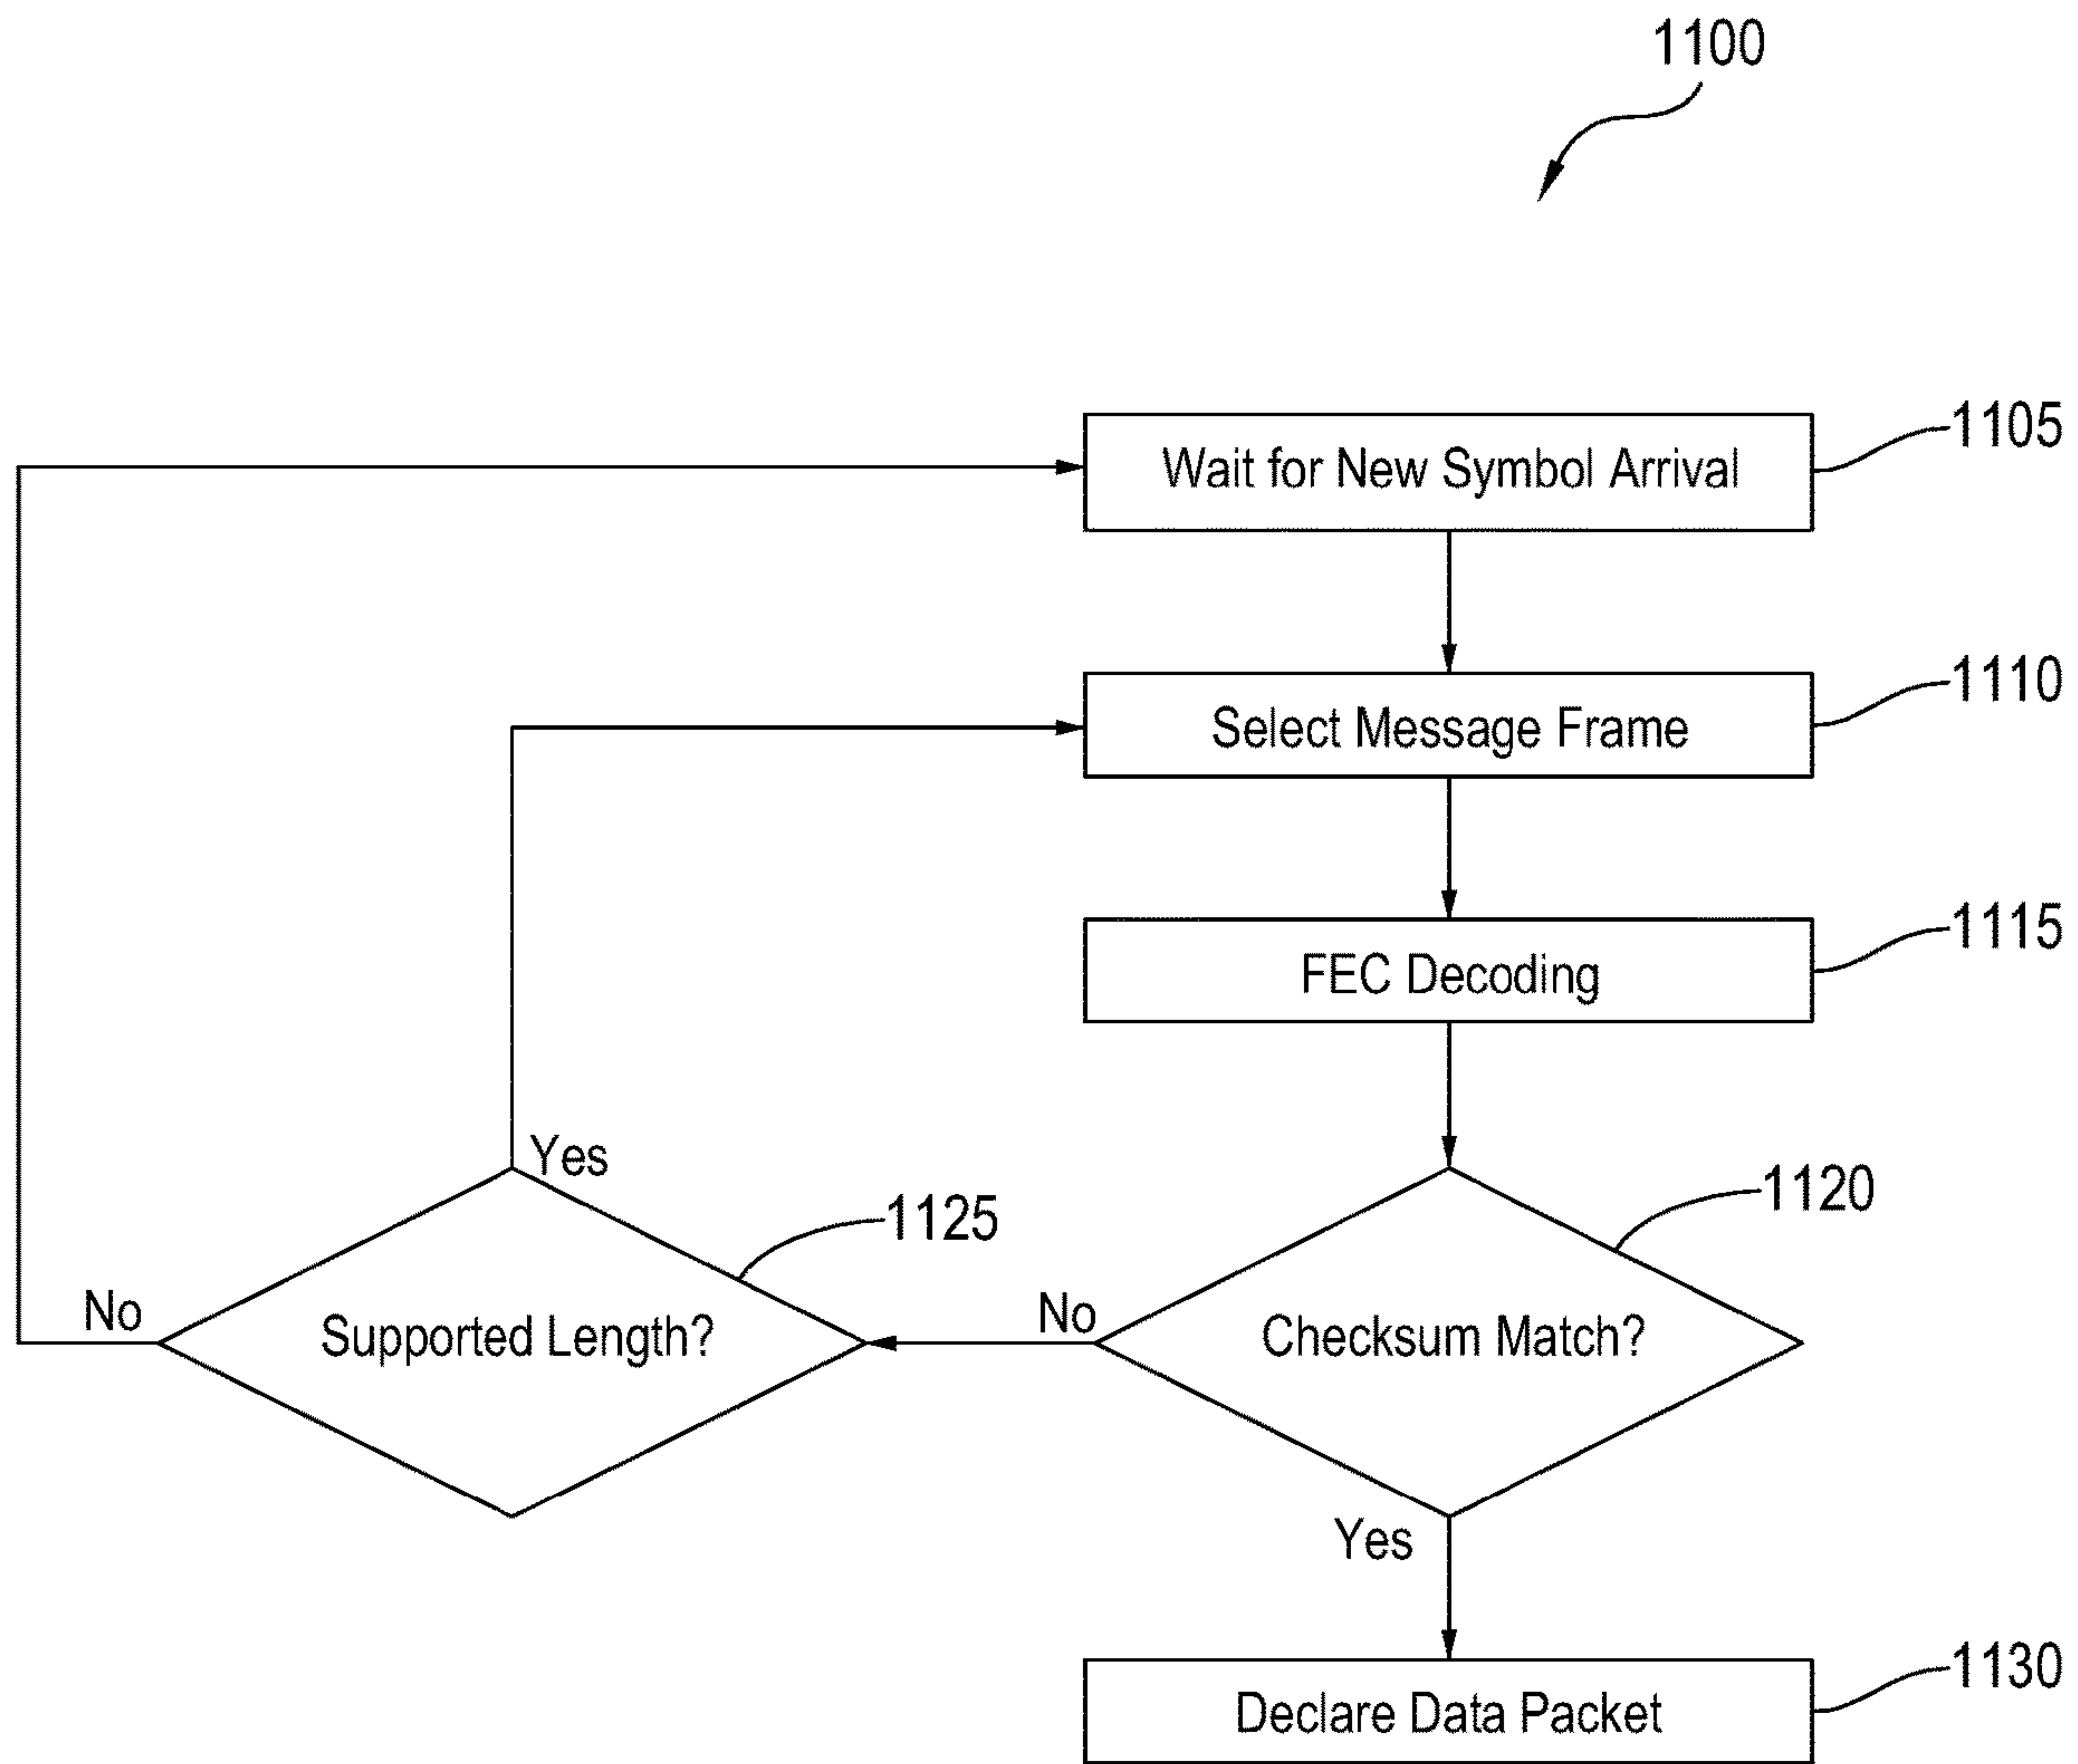 1100
Wait for New Symbol Arrival
1105
Select Message Frame
1110
FEC Decoding
1115
Yes
1125
1120
No
Supported Length?
No
Checksum Match?
Yes
Declare Data Packet
1130